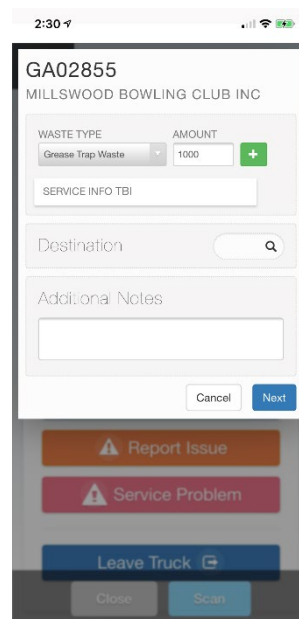 2:30
GA02855
MILLSWOOD BOWLING CLUB INC
WASTE TYPE AMOUNT
Grease Trap Waste 1000 +
SERVICE INFO TBI
Destination
Additional Notes
Cancel Next
Report Issue
Service Problem
Leave Truck
Close Scan